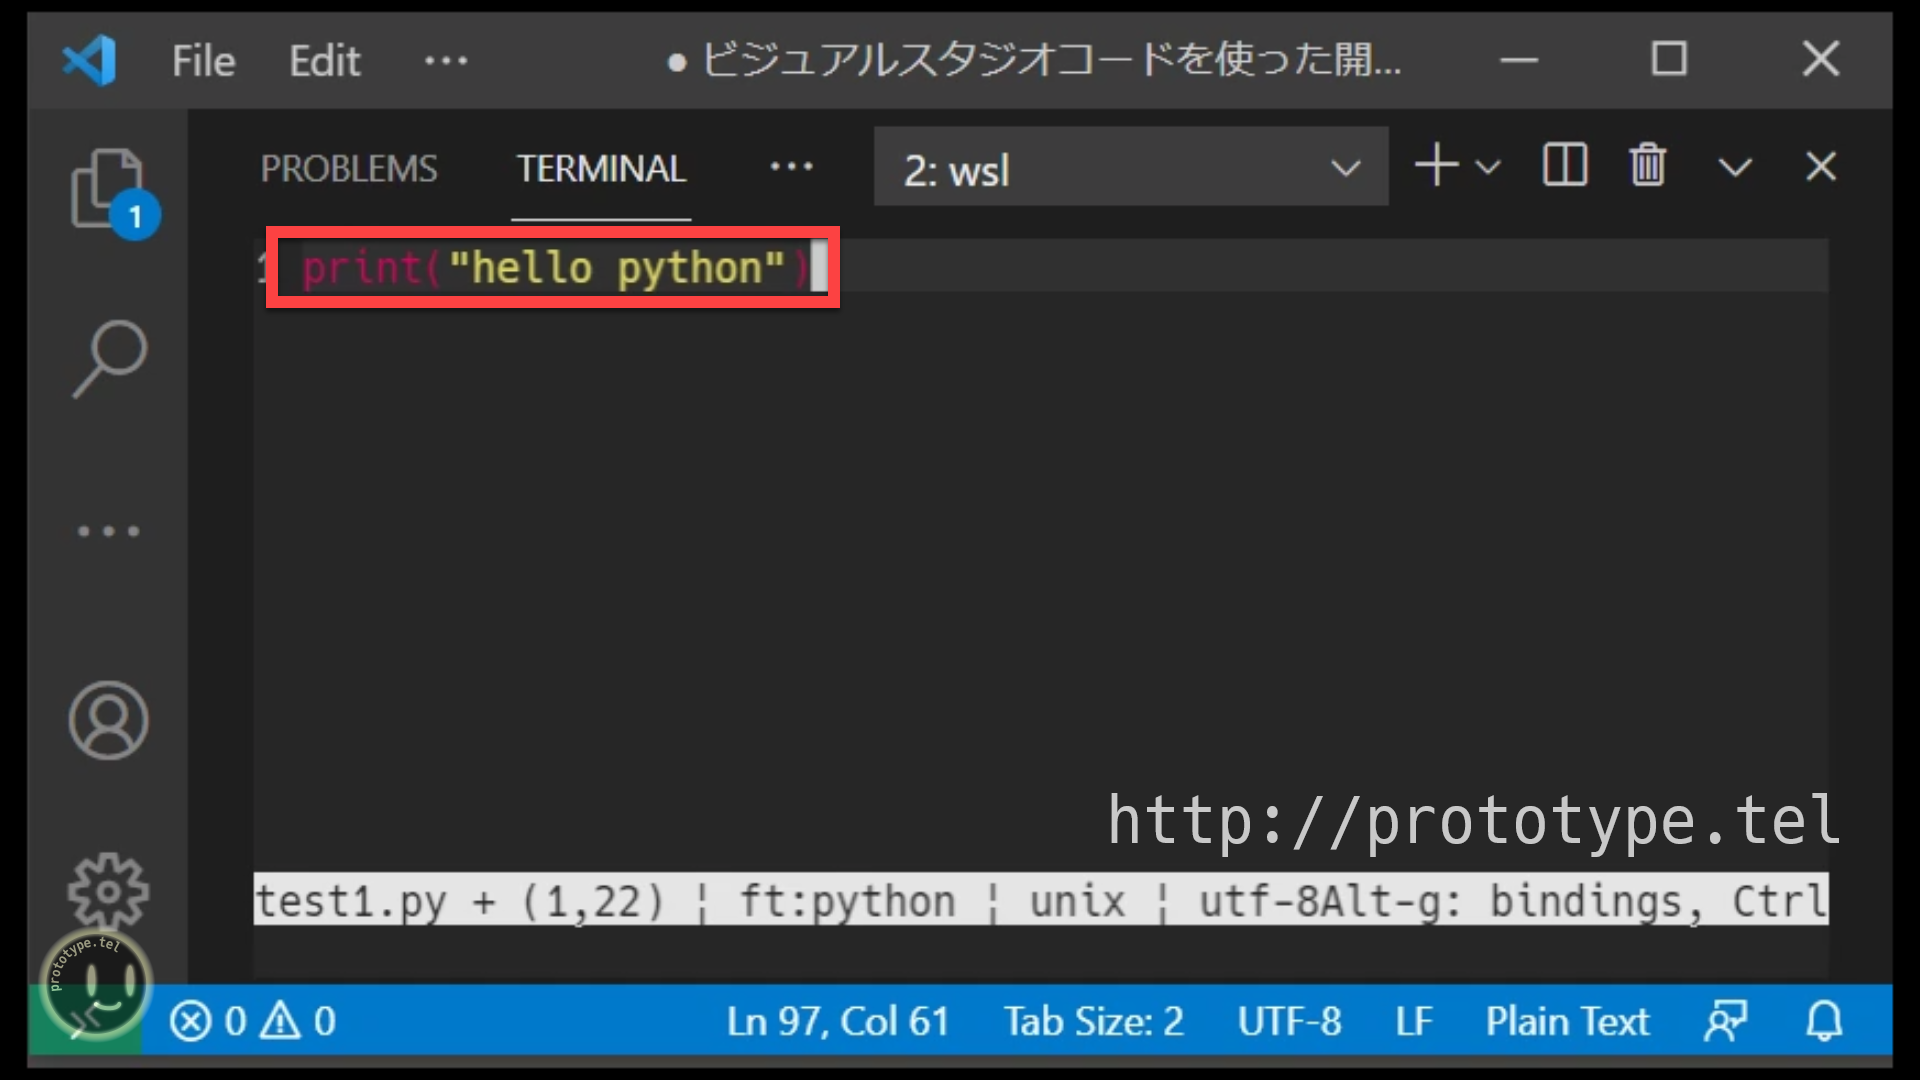 File Edit ··· ● ビジュアルスタジオコードを使った開...
PROBLEMS TERMINAL ··· 2: wsl
1
1 print("hello python")
http://prototype.tel
test1.py + (1,22) ¦ ft:python ¦ unix ¦ utf-8Alt-g: bindings, Ctrl
prototype.tel
0 0 Ln 97, Col 61 Tab Size: 2 UTF-8 LF Plain Text